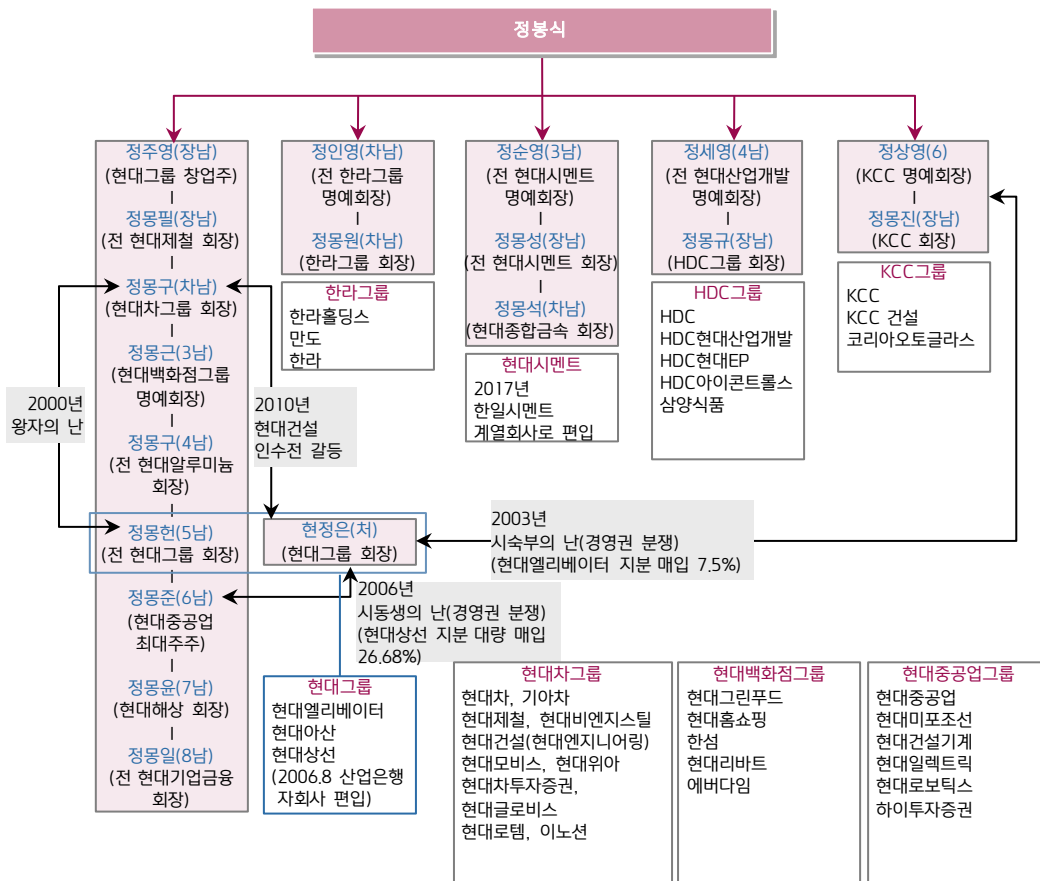 정봉식
정주영(장남)
(현대그룹 창업주)
정몽필(장남)
(전 현대제철 회장)
정몽구(차남)
(현대차그룹 회장)
정몽근(3남)
(현대백화점그룹
명예회장)
정몽구(4남)
(전 현대알루미늄
회장)
정몽헌(5남)
(전 현대그룹 회장)
정몽준(6남)
(현대중공업
최대주주)
정몽윤(7남)
(현대해상 회장)
정몽일(8남)
(전 현대기업금융
회장)
정인영(차남)
(전 한라그룹
명예회장)
정몽원(차남)
(한라그룹 회장)
한라그룹
한라홀딩스
만도
한라
정순영(3남)
(전 현대시멘트
명예회장)
정몽성(장남)
(전 현대시멘트 회장)
정몽석(차남)
(현대종합금속 회장)
현대시멘트
2017년
한일시멘트
계열회사로 편입
정세영(4남)
(전 현대산업개발
명예회장)
정몽규(장남)
(HDC그룹 회장)
HDC그룹
HDC
HDC현대산업개발
HDC현대EP
HDC아이콘트롤스
삼양식품
정상영(6)
(KCC 명예회장)
정몽진(장남)
(KCC 회장)
KCC그룹
KCC
KCC 건설
코리아오토글라스
2000년
왕자의 난
2010년
현대건설
인수전 갈등
현정은(처)
(현대그룹 회장)
2003년
시숙부의 난(경영권 분쟁)
(현대엘리베이터 지분 매입 7.5%)
2006년
시동생의 난(경영권 분쟁)
(현대상선 지분 대량 매입
26.68%)
현대그룹
현대엘리베이터
현대아산
현대상선
(2006.8 산업은행
자회사 편입)
현대차그룹
현대차, 기아차
현대제철, 현대비엔지스틸
현대건설(현대엔지니어링)
현대모비스, 현대위아
현대차투자증권,
현대글로비스
현대로템, 이노션
현대백화점그룹
현대그린푸드
현대홈쇼핑
한섬
현대리바트
에버다임
현대중공업그룹
현대중공업
현대미포조선
현대건설기계
현대일렉트릭
현대로보틱스
하이투자증권